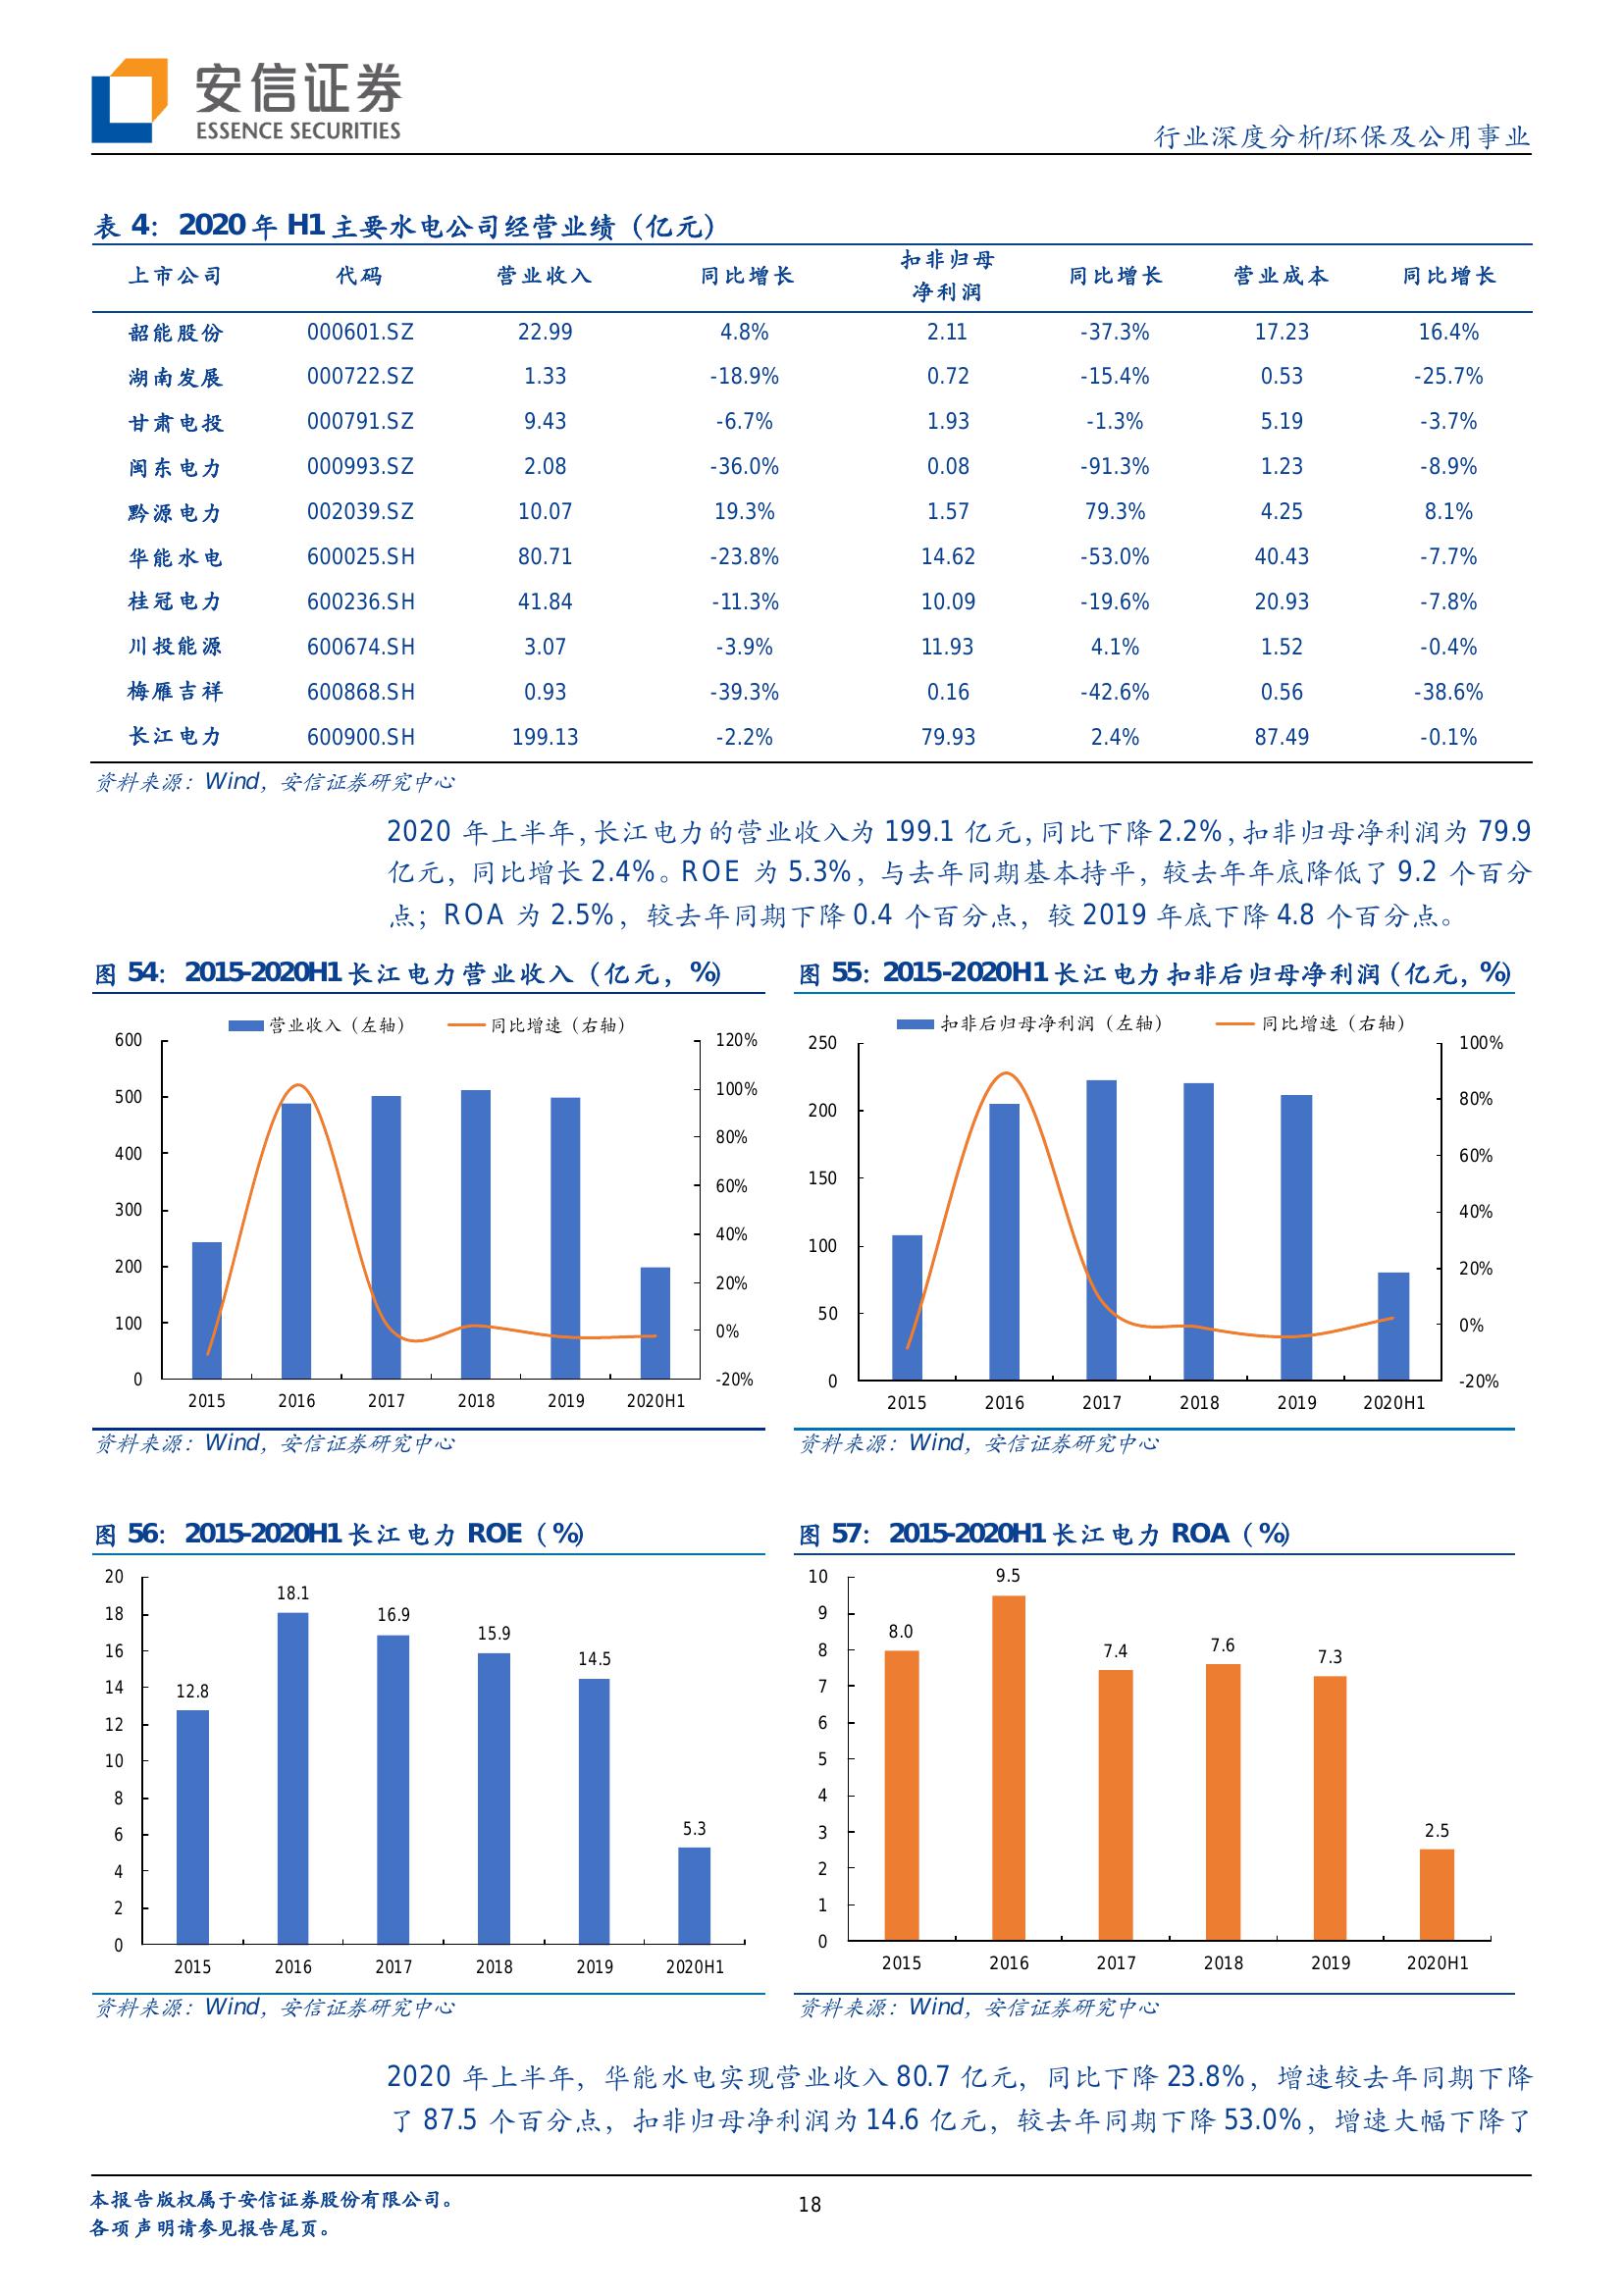 安信证券
ESSENCE SECURITIES
行业深度分析/环保及公用事业
表 4：2020 年 H1 主要水电公司经营业绩（亿元）
上市公司 代码 营业收入 同比增长 扣非归母净利润 同比增长 营业成本 同比增长
韶能股份 000601.SZ 22.99 4.8% 2.11 -37.3% 17.23 16.4%
湖南发展 000722.SZ 1.33 -18.9% 0.72 -15.4% 0.53 -25.7%
甘肃电投 000791.SZ 9.43 -6.7% 1.93 -1.3% 5.19 -3.7%
闽东电力 000993.SZ 2.08 -36.0% 0.08 -91.3% 1.23 -8.9%
黔源电力 002039.SZ 10.07 19.3% 1.57 79.3% 4.25 8.1%
华能水电 600025.SH 80.71 -23.8% 14.62 -53.0% 40.43 -7.7%
桂冠电力 600236.SH 41.84 -11.3% 10.09 -19.6% 20.93 -7.8%
川投能源 600674.SH 3.07 -3.9% 11.93 4.1% 1.52 -0.4%
梅雁吉祥 600868.SH 0.93 -39.3% 0.16 -42.6% 0.56 -38.6%
长江电力 600900.SH 199.13 -2.2% 79.93 2.4% 87.49 -0.1%
资料来源：Wind，安信证券研究中心
2020 年上半年，长江电力的营业收入为 199.1 亿元，同比下降 2.2%，扣非归母净利润为 79.9
亿元，同比增长 2.4%。ROE 为 5.3%，与去年同期基本持平，较去年年底降低了 9.2 个百分
点；ROA 为 2.5%，较去年同期下降 0.4 个百分点，较 2019 年底下降 4.8 个百分点。
图 54：2015-2020H1 长江电力营业收入（亿元，%）
营业收入（左轴） 同比增速（右轴）
600
500
400
300
200
100
0
120%
100%
80%
60%
40%
20%
0%
-20%
2015 2016 2017 2018 2019 2020H1
资料来源：Wind，安信证券研究中心
图 55：2015-2020H1 长江电力扣非后归母净利润（亿元，%）
扣非后归母净利润（左轴） 同比增速（右轴）
250
200
150
100
50
0
100%
80%
60%
40%
20%
0%
-20%
2015 2016 2017 2018 2019 2020H1
资料来源：Wind，安信证券研究中心
图 56：2015-2020H1 长江电力 ROE（%）
20
18
16
14
12
10
8
6
4
2
0
12.8 18.1 16.9 15.9 14.5 5.3
2015 2016 2017 2018 2019 2020H1
资料来源：Wind，安信证券研究中心
图 57：2015-2020H1 长江电力 ROA（%）
10
9
8
7
6
5
4
3
2
1
0
8.0 9.5 7.4 7.6 7.3 2.5
2015 2016 2017 2018 2019 2020H1
资料来源：Wind，安信证券研究中心
2020 年上半年，华能水电实现营业收入 80.7 亿元，同比下降 23.8%，增速较去年同期下降
了 87.5 个百分点，扣非归母净利润为 14.6 亿元，较去年同期下降 53.0%，增速大幅下降了
本报告版权属于安信证券股份有限公司。
各项声明请参见报告尾页。
18